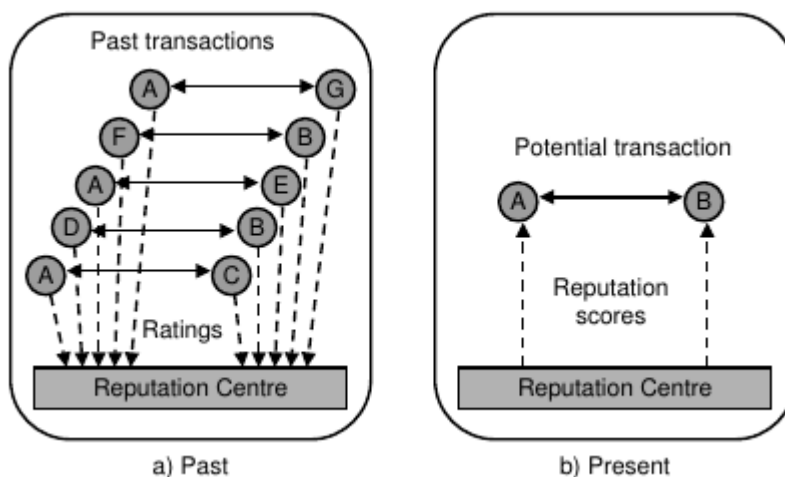 Past transactions
A G
F B
A E
D B
A C
Ratings
Reputation Centre
a) Past
Potential transaction
A B
Reputation
scores
Reputation Centre
b) Present